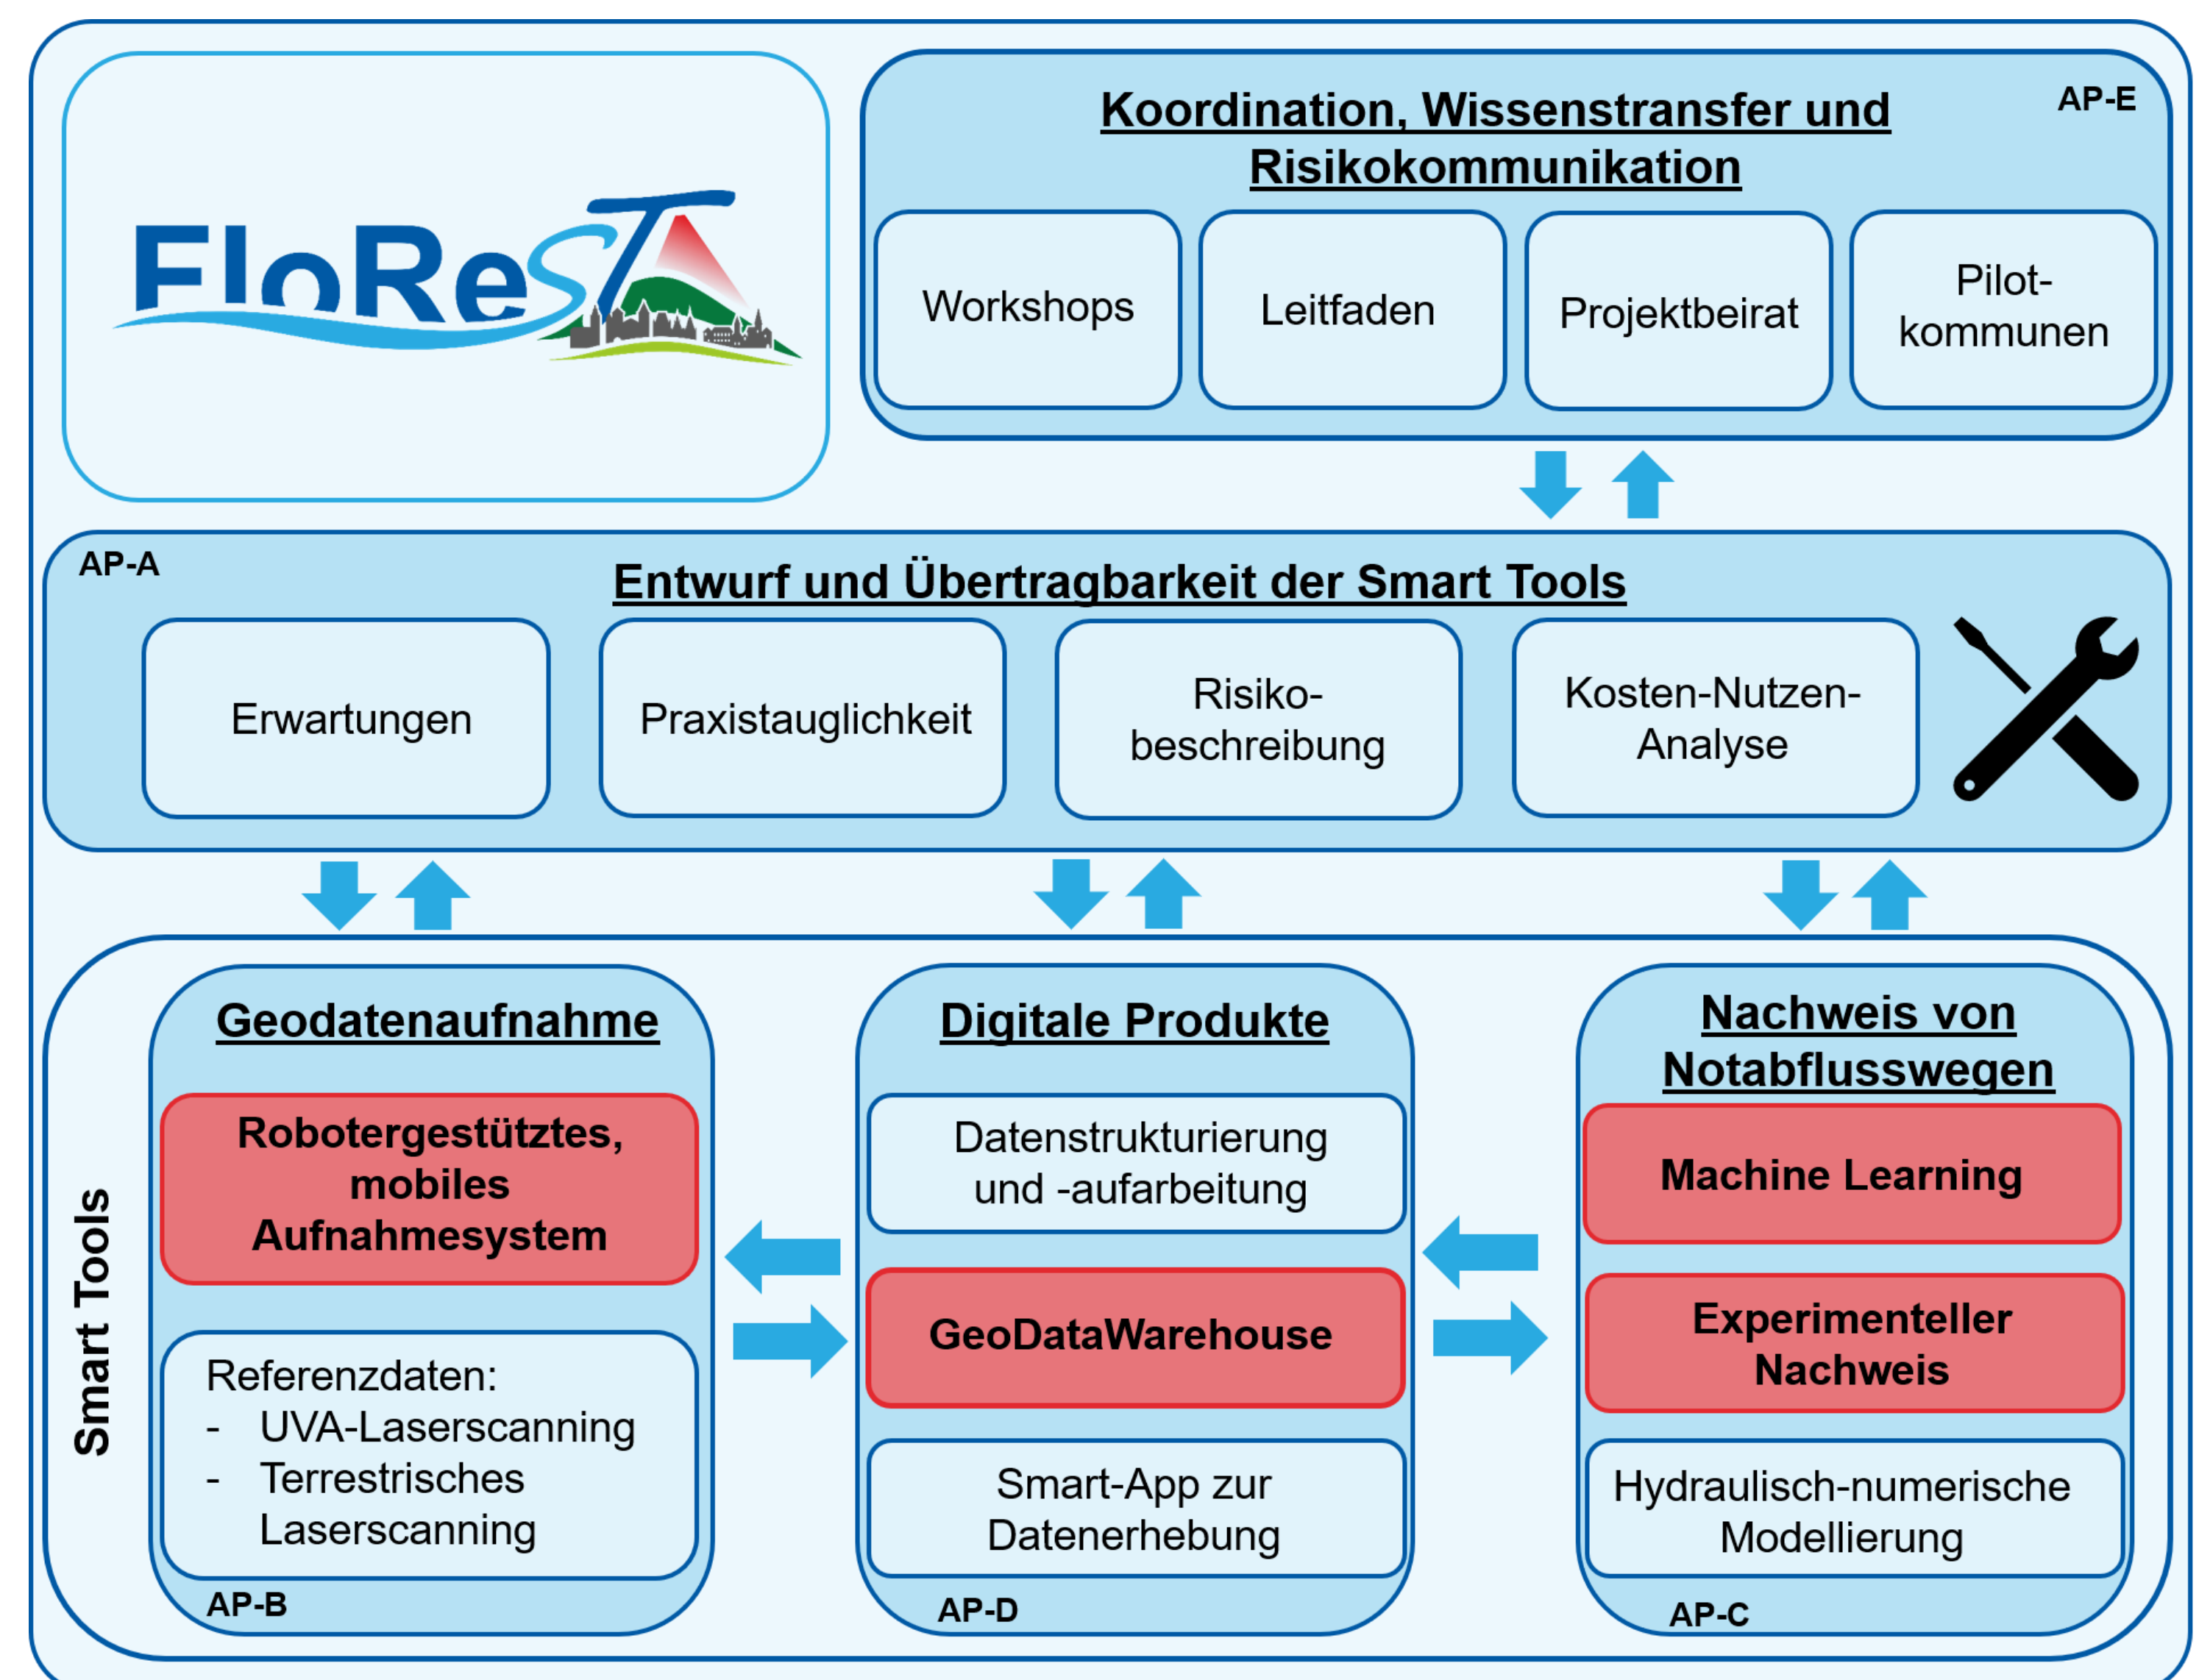 FloReST
Koordination, Wissenstransfer und
Risikokommunikation
AP-E
Workshops
Leitfaden
Projektbeirat
Pilot-
kommunen
AP-A
Entwurf und Übertragbarkeit der Smart Tools
Erwartungen
Praxistauglichkeit
Risiko-
beschreibung
Kosten-Nutzen-
Analyse
Smart Tools
Geodatenaufnahme
Robotergestütztes,
mobiles
Aufnahmesystem
Referenzdaten:
- UVA-Laserscanning
- Terrestrisches
Laserscanning
AP-B
Digitale Produkte
Datenstrukturierung
und -aufarbeitung
GeoDataWarehouse
Smart-App zur
Datenerhebung
AP-D
Nachweis von
Notabflusswegen
Machine Learning
Experimenteller
Nachweis
Hydraulisch-numerische
Modellierung
AP-C